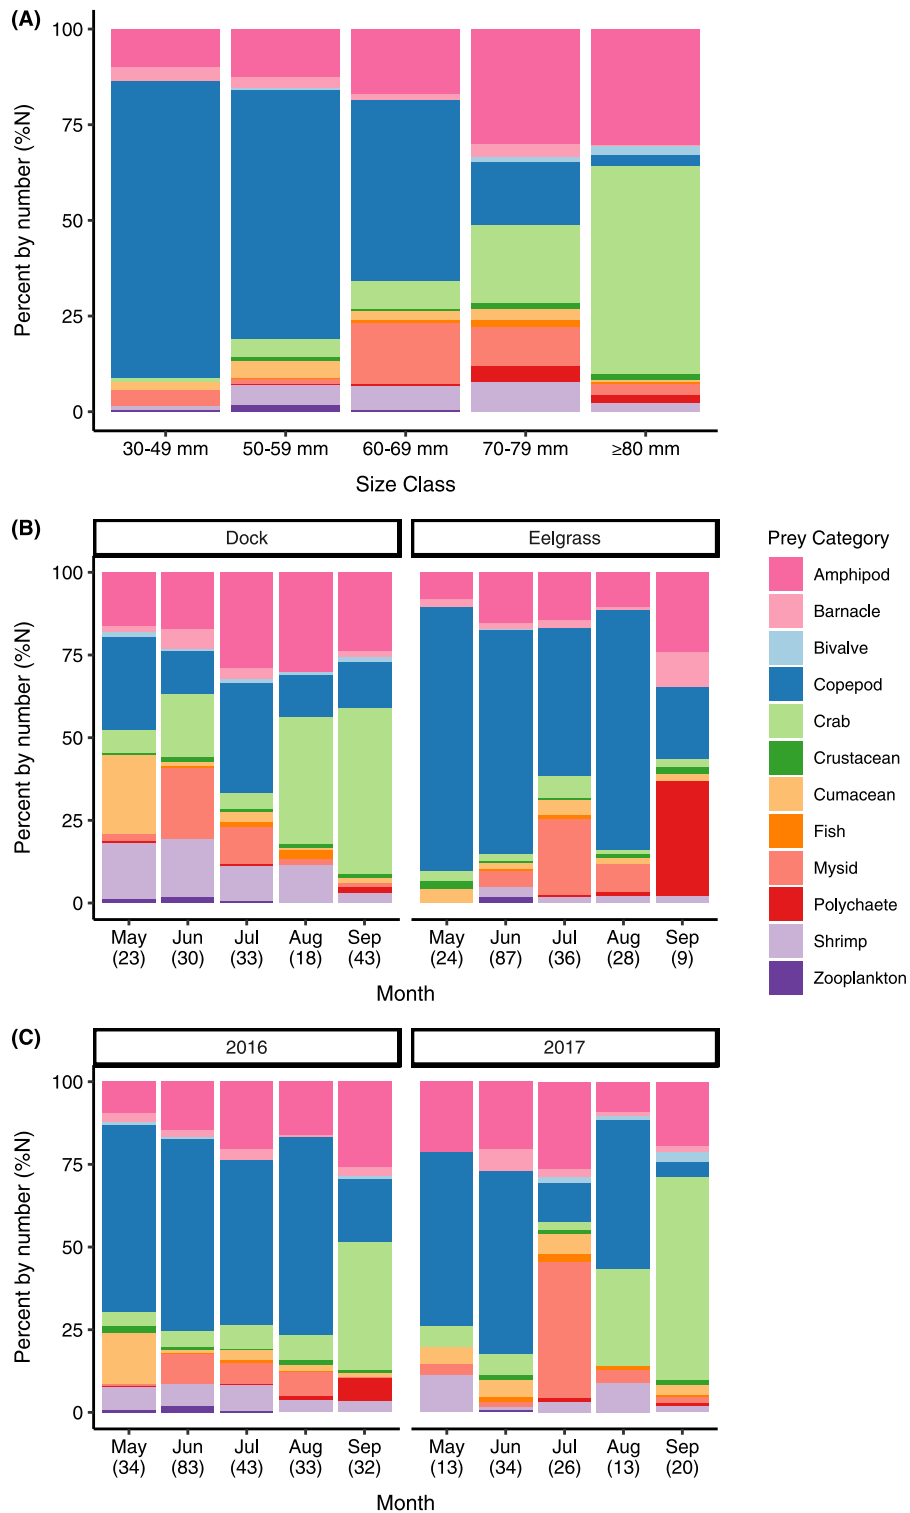 (A)
100
75
50
25
0
Percent by number (%N)
30-49 mm 50-59 mm 60-69 mm 70-79 mm ≥80 mm
Size Class
(B)
Dock Eelgrass
100
75
50
25
0
Percent by number (%N)
May Jun Jul Aug Sep May Jun Jul Aug Sep
(23) (30) (33) (18) (43) (24) (87) (36) (28) (9)
Month
Prey Category
Amphipod
Barnacle
Bivalve
Copepod
Crab
Crustacean
Cumacean
Fish
Mysid
Polychaete
Shrimp
Zooplankton
(C)
2016 2017
100
75
50
25
0
Percent by number (%N)
May Jun Jul Aug Sep May Jun Jul Aug Sep
(34) (83) (43) (33) (32) (13) (34) (26) (13) (20)
Month